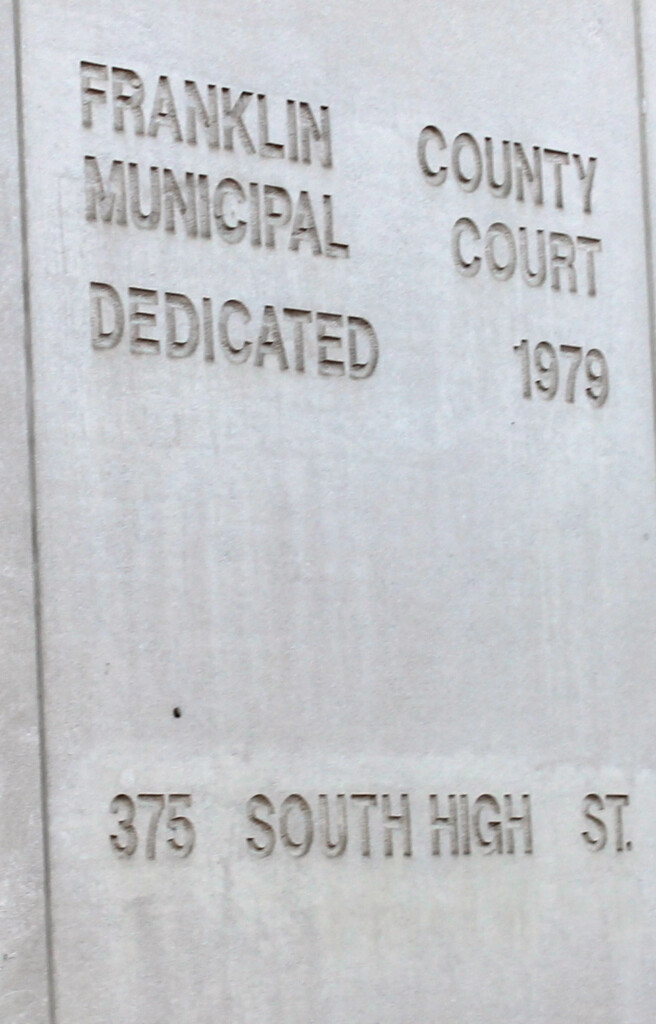 FRANKLIN COUNTY
MUNICIPAL COURT
DEDICATED 1979
375 SOUTH HIGH ST.